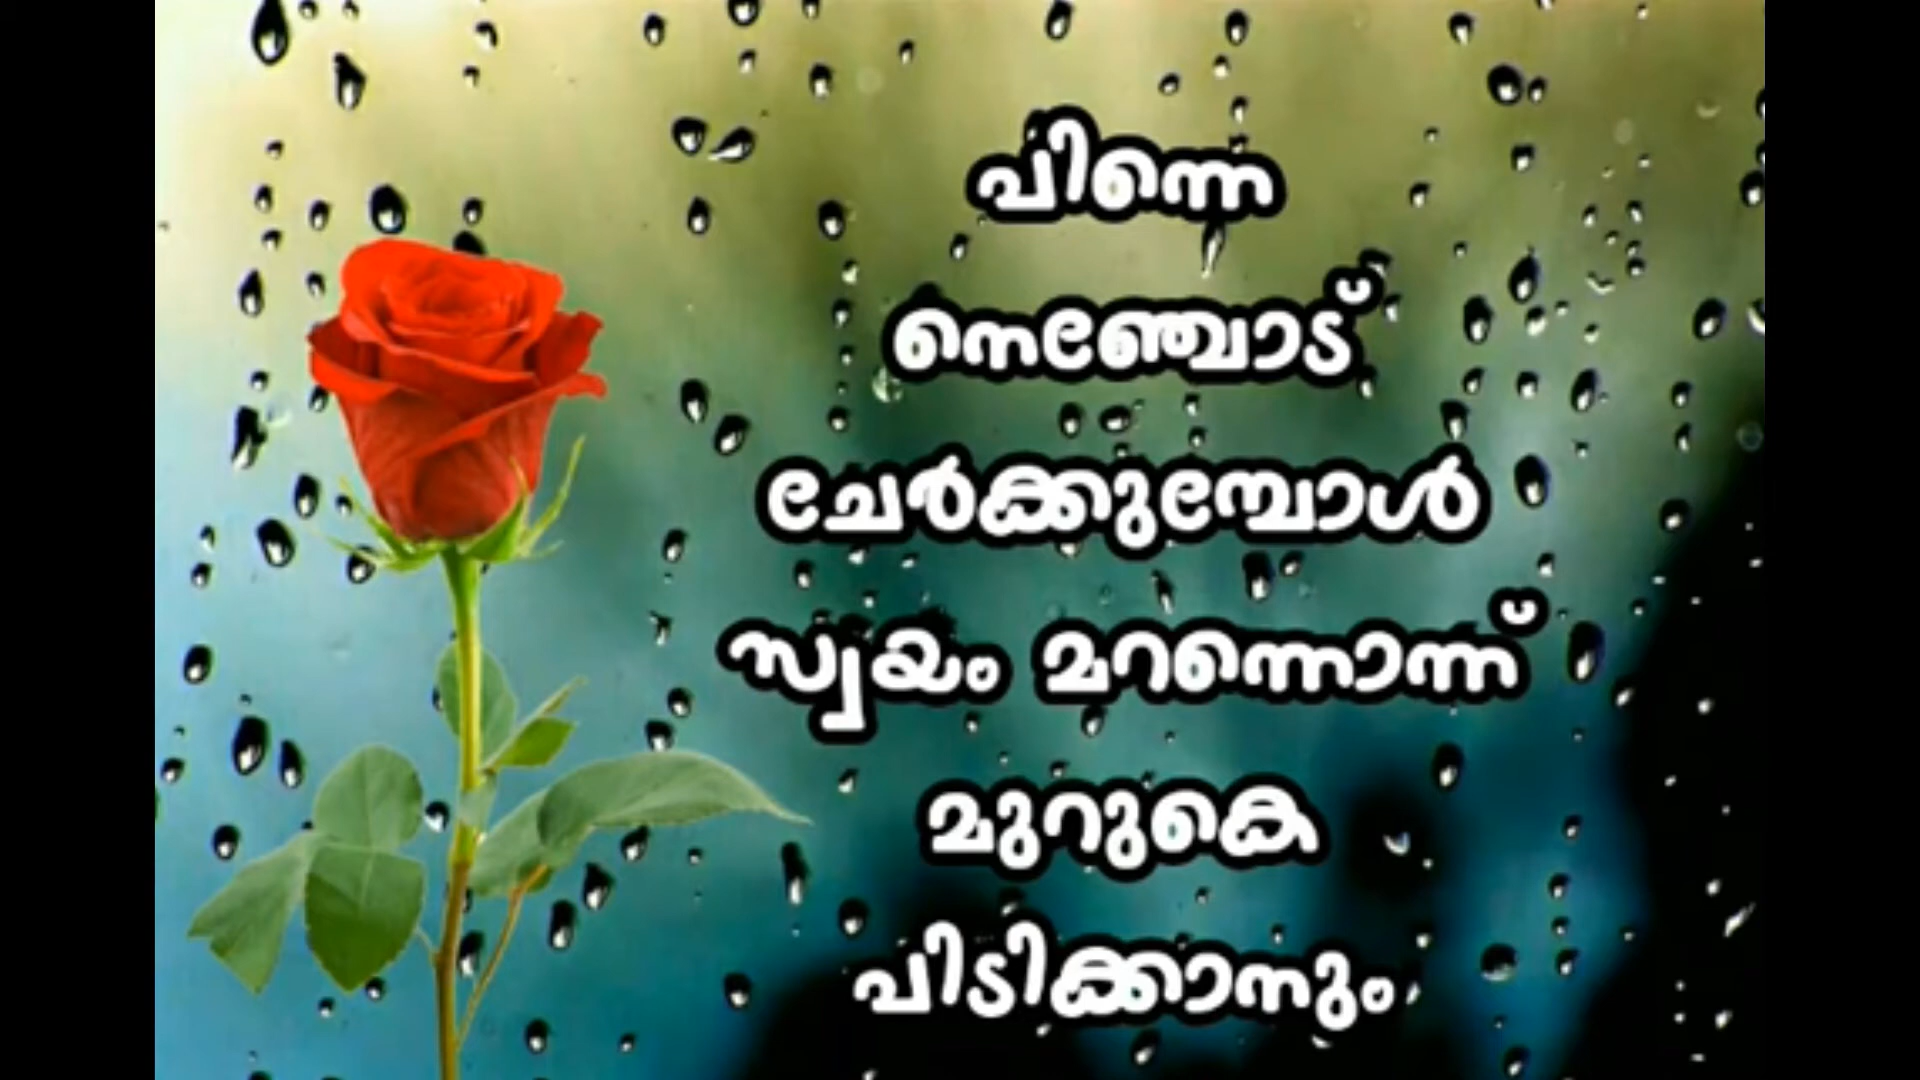 പിന്നെ
നെഞ്ചോട്
ചേർക്കുമ്പോൾ
സ്വയം മറന്നൊന്ന്
മുറുകെ
പിടിക്കാനും